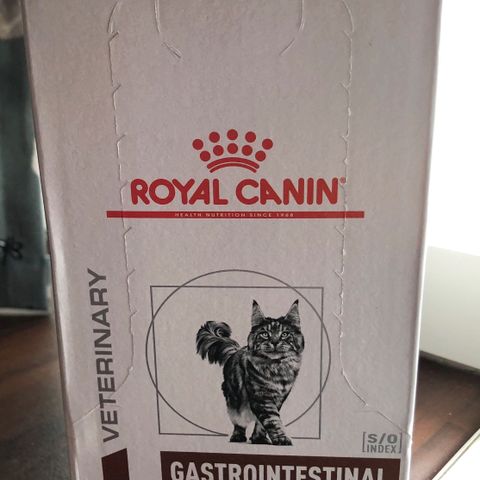 ROYAL CANIN
HEALTH NUTRITION SINCE 1968
VETERINARY
S/O
INDEX
GASTROINTESTINAL